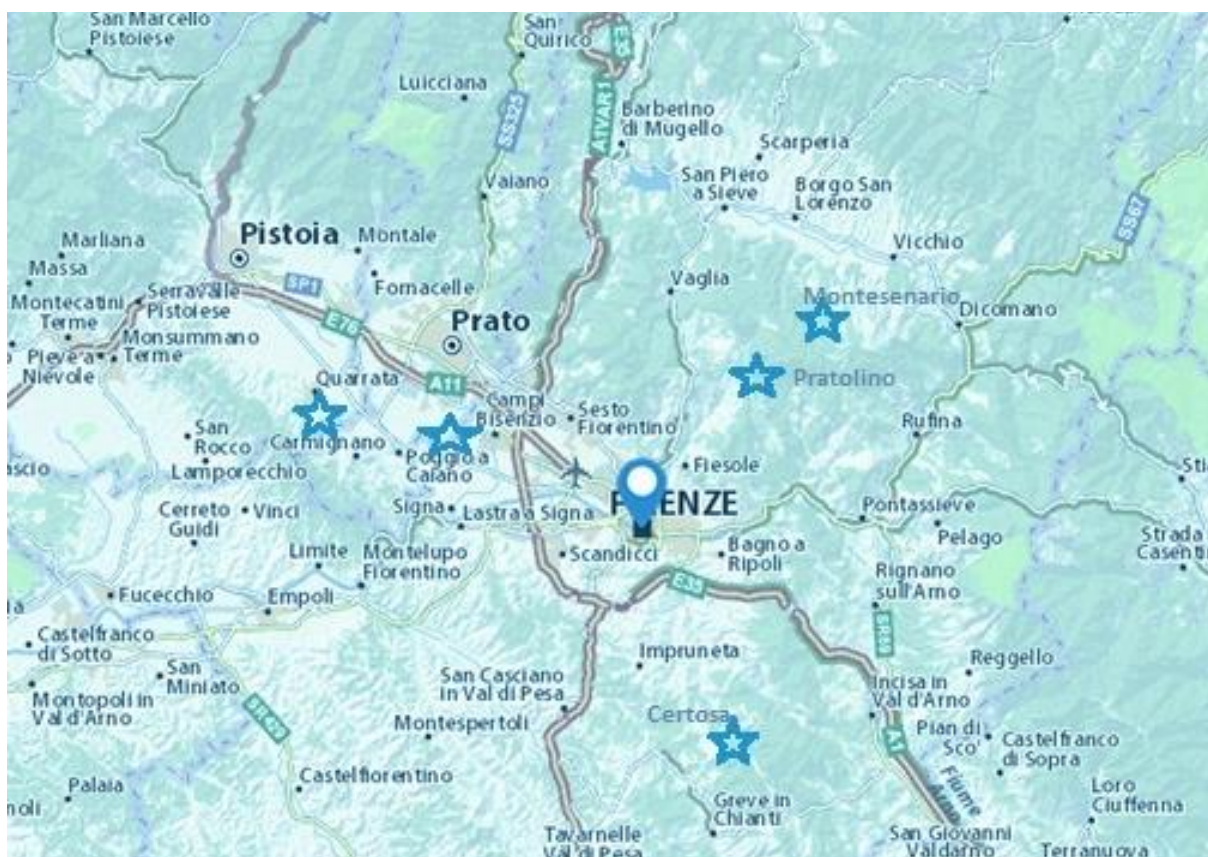 San Marcello
Pistoiese
San
Quirico
Luicciana
SS325
A1VAR 1
Barberino
di Mugello
Scarperia
San Piero
a Sieve
Borgo San
Lorenzo
Vaiano
SS67
Pistoia
Montale
Marliana
Massa
Vicchio
Vaglia
SP1
Fornacelle
Montecatini
Terme
Serravalle
Pistoiese
E76
Prato
Montesenario
Dicomano
Pieve a
Nievole
Monsummano
Terme
Quarrata
A11
Pratolino
Campi
Bisenzio
Sesto
Fiorentino
San
Rocco
Carmignano
Lamporecchio
Poggio a
Caiano
Rufina
Fiesole
Cerreto
Guidi
Vinci
Signa
Lastra a Signa
Pontassieve
Pelago
Strada
Casenti
Limite
Montelupo
Fiorentino
Scandicci
Bagno a
Ripoli
E35
Rignano
sull'Arno
Fucecchio
Empoli
SR69
Castelfranco
di Sotto
San
Miniato
Impruneta
Reggello
Montopoli in
Val d'Arno
San Casciano
in Val di Pesa
Incisa in
Val d'Arno
Certosa
Montespertoli
A1
Pian di
Sco'
Castelfranco
di Sopra
Palaia
Castelfiorentino
Fiume
Arno
Loro
Ciuffenna
Greve in
Chianti
Tavarnelle
Val di Pesa
San Giovanni
Valdarno
Terranuova